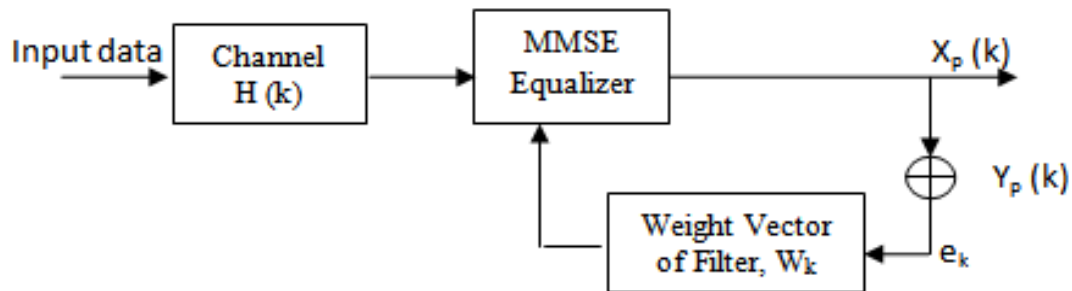 Input data
Channel
H (k)
MMSE
Equalizer
Xp (k)
Yp (k)
Weight Vector
of Filter, Wk
ek